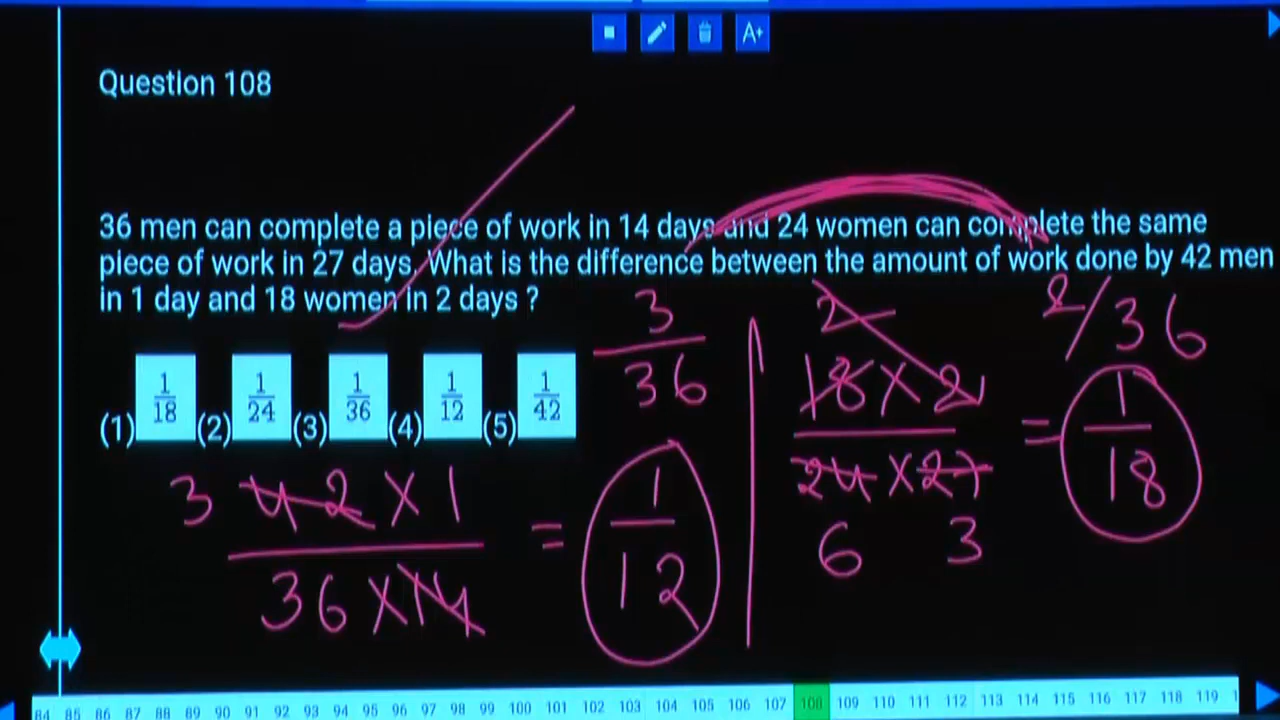 A+
Question 108
36 men can complete a piece of work in 14 days and 24 women can complete the same
piece of work in 27 days. What is the difference between the amount of work done by 42 men
in 1 day and 18 women in 2 days ?
(1) 1/18 (2) 1/24 (3) 1/36 (4) 1/12 (5) 1/42
3/36
2/36
2
18 × 2
24 × 27
6 3
= 1/18
3 42 × 1
36 × 14
= 1/12
84 85 86 87 88 89 90 91 92 93 94 95 96 97 98 99 100 101 102 103 104 105 106 107 108 109 110 111 112 113 114 115 116 117 118 119 1